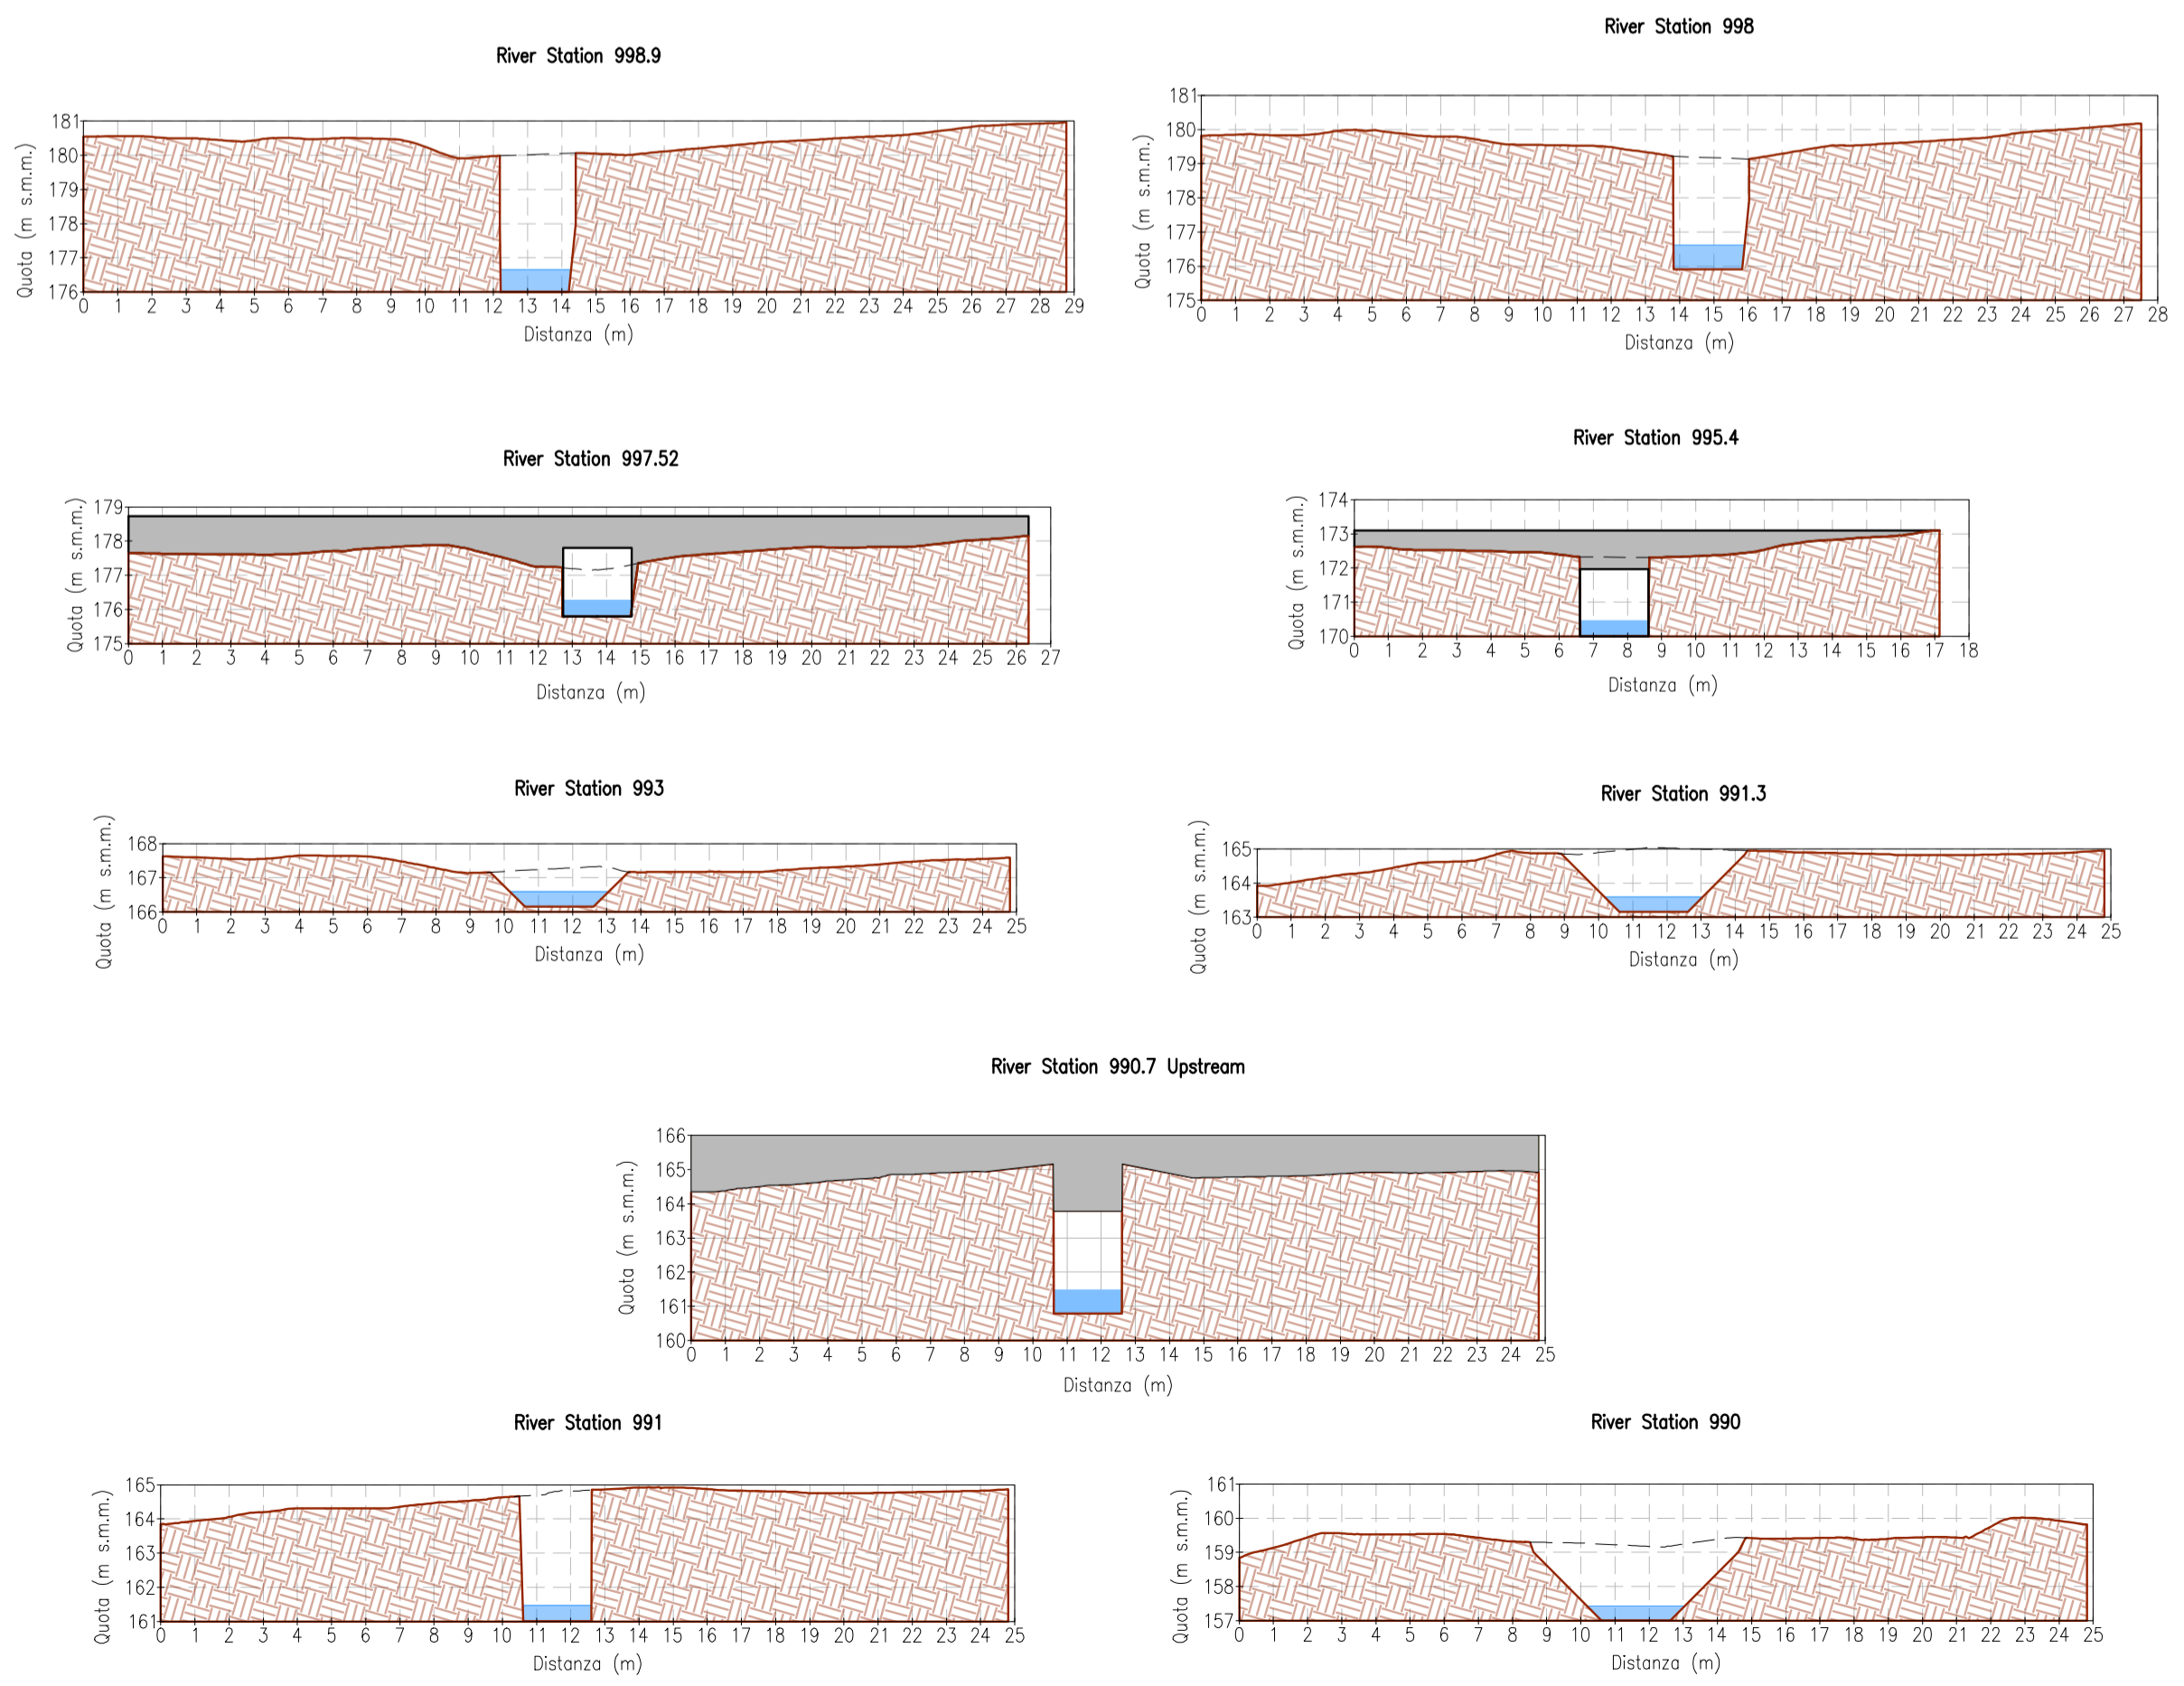 River Station 998.9
181
180
179
178
177
176
Quota (m s.m.m.)
0 1 2 3 4 5 6 7 8 9 10 11 12 13 14 15 16 17 18 19 20 21 22 23 24 25 26 27 28 29
Distanza (m)
River Station 998
181
180
179
178
177
176
175
Quota (m s.m.m.)
0 1 2 3 4 5 6 7 8 9 10 11 12 13 14 15 16 17 18 19 20 21 22 23 24 25 26 27 28
Distanza (m)
River Station 997.52
179
178
177
176
175
Quota (m s.m.m.)
0 1 2 3 4 5 6 7 8 9 10 11 12 13 14 15 16 17 18 19 20 21 22 23 24 25 26 27
Distanza (m)
River Station 995.4
174
173
172
171
170
Quota (m s.m.m.)
0 1 2 3 4 5 6 7 8 9 10 11 12 13 14 15 16 17 18
Distanza (m)
River Station 993
168
167
166
Quota (m s.m.m.)
0 1 2 3 4 5 6 7 8 9 10 11 12 13 14 15 16 17 18 19 20 21 22 23 24 25
Distanza (m)
River Station 991.3
165
164
163
Quota (m s.m.m.)
0 1 2 3 4 5 6 7 8 9 10 11 12 13 14 15 16 17 18 19 20 21 22 23 24 25
Distanza (m)
River Station 990.7 Upstream
166
165
164
163
162
161
160
Quota (m s.m.m.)
0 1 2 3 4 5 6 7 8 9 10 11 12 13 14 15 16 17 18 19 20 21 22 23 24 25
Distanza (m)
River Station 991
165
164
163
162
161
Quota (m s.m.m.)
0 1 2 3 4 5 6 7 8 9 10 11 12 13 14 15 16 17 18 19 20 21 22 23 24 25
Distanza (m)
River Station 990
161
160
159
158
157
Quota (m s.m.m.)
0 1 2 3 4 5 6 7 8 9 10 11 12 13 14 15 16 17 18 19 20 21 22 23 24 25
Distanza (m)